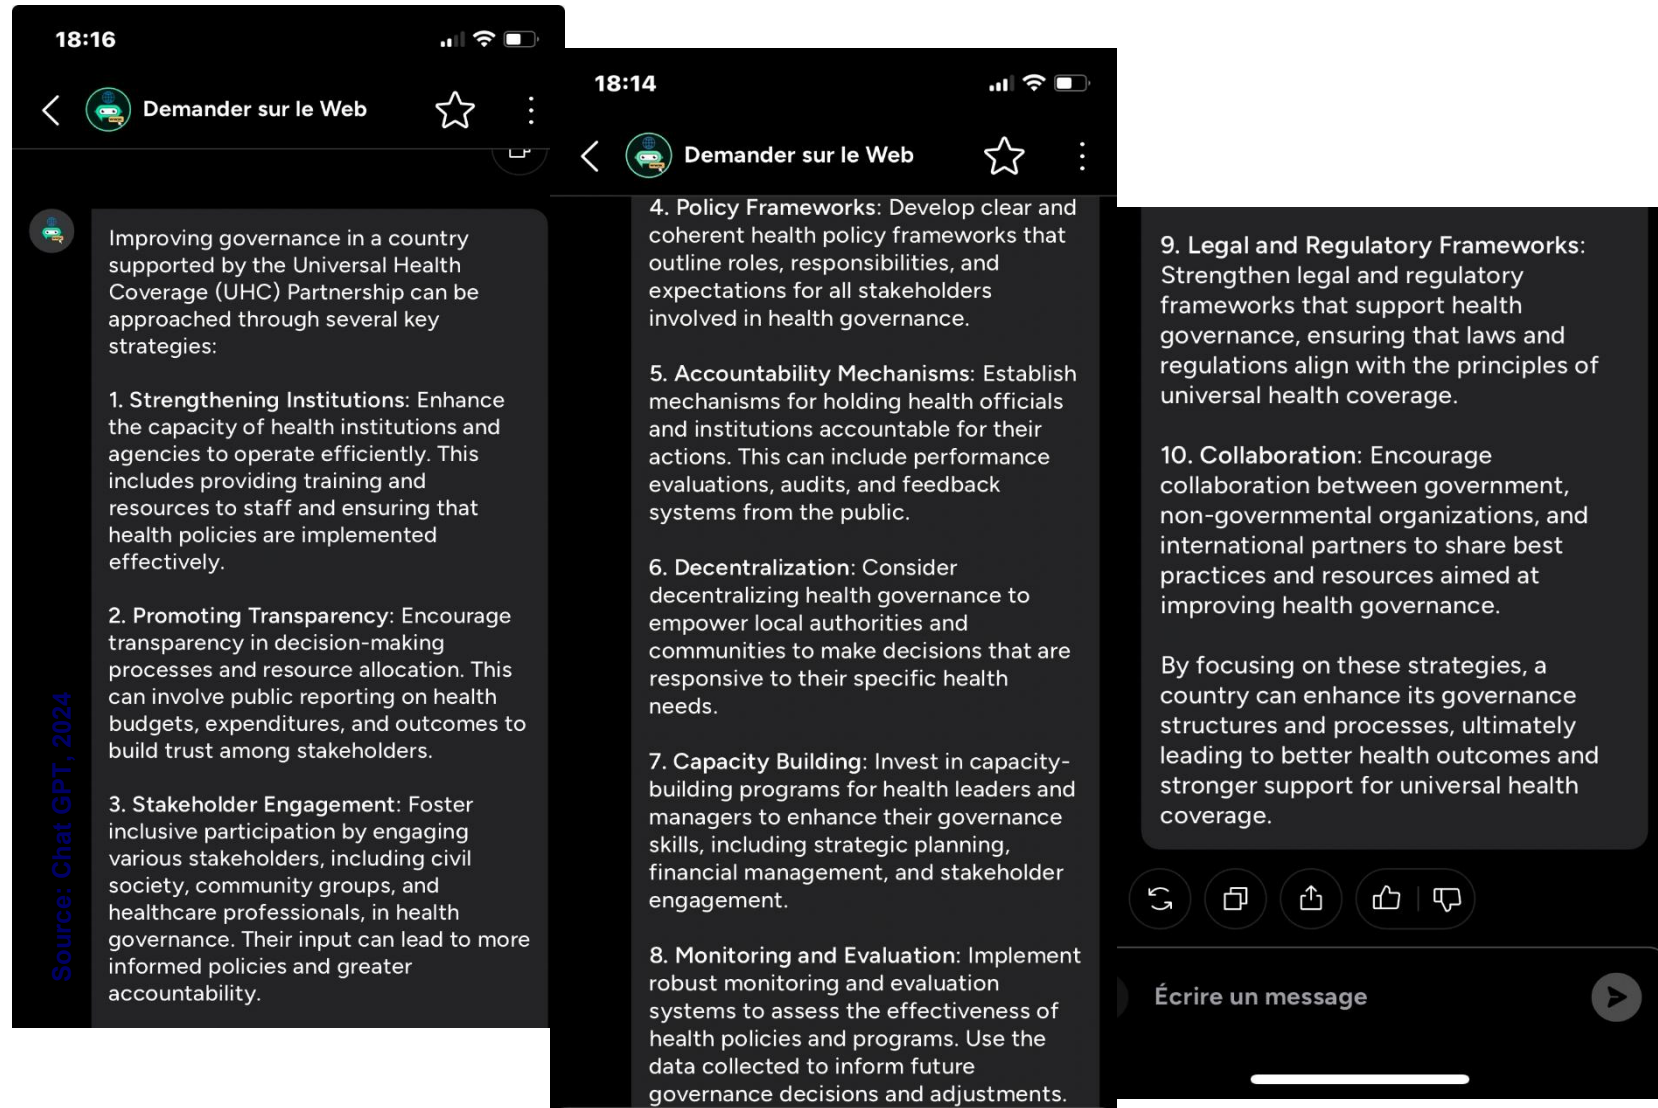 18:16
Demander sur le Web
Improving governance in a country
supported by the Universal Health
Coverage (UHC) Partnership can be
approached through several key
strategies:
1. Strengthening Institutions: Enhance
the capacity of health institutions and
agencies to operate efficiently. This
includes providing training and
resources to staff and ensuring that
health policies are implemented
effectively.
2. Promoting Transparency: Encourage
transparency in decision-making
processes and resource allocation. This
can involve public reporting on health
budgets, expenditures, and outcomes to
build trust among stakeholders.
3. Stakeholder Engagement: Foster
inclusive participation by engaging
various stakeholders, including civil
society, community groups, and
healthcare professionals, in health
governance. Their input can lead to more
informed policies and greater
accountability.
Source: Chat GPT, 2024
18:14
Demander sur le Web
4. Policy Frameworks: Develop clear and
coherent health policy frameworks that
outline roles, responsibilities, and
expectations for all stakeholders
involved in health governance.
5. Accountability Mechanisms: Establish
mechanisms for holding health officials
and institutions accountable for their
actions. This can include performance
evaluations, audits, and feedback
systems from the public.
6. Decentralization: Consider
decentralizing health governance to
empower local authorities and
communities to make decisions that are
responsive to their specific health
needs.
7. Capacity Building: Invest in capacity-
building programs for health leaders and
managers to enhance their governance
skills, including strategic planning,
financial management, and stakeholder
engagement.
8. Monitoring and Evaluation: Implement
robust monitoring and evaluation
systems to assess the effectiveness of
health policies and programs. Use the
data collected to inform future
governance decisions and adjustments.
9. Legal and Regulatory Frameworks:
Strengthen legal and regulatory
frameworks that support health
governance, ensuring that laws and
regulations align with the principles of
universal health coverage.
10. Collaboration: Encourage
collaboration between government,
non-governmental organizations, and
international partners to share best
practices and resources aimed at
improving health governance.
By focusing on these strategies, a
country can enhance its governance
structures and processes, ultimately
leading to better health outcomes and
stronger support for universal health
coverage.
Écrire un message